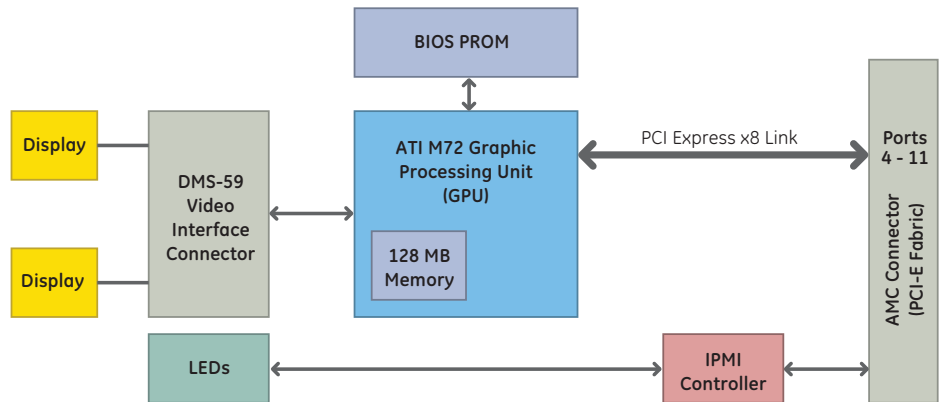 BIOS PROM
Display
Display
DMS-59
Video
Interface
Connector
ATI M72 Graphic
Processing Unit
(GPU)
128 MB
Memory
PCI Express x8 Link
Ports
4 - 11
AMC Connector
(PCI-E Fabric)
LEDs
IPMI
Controller